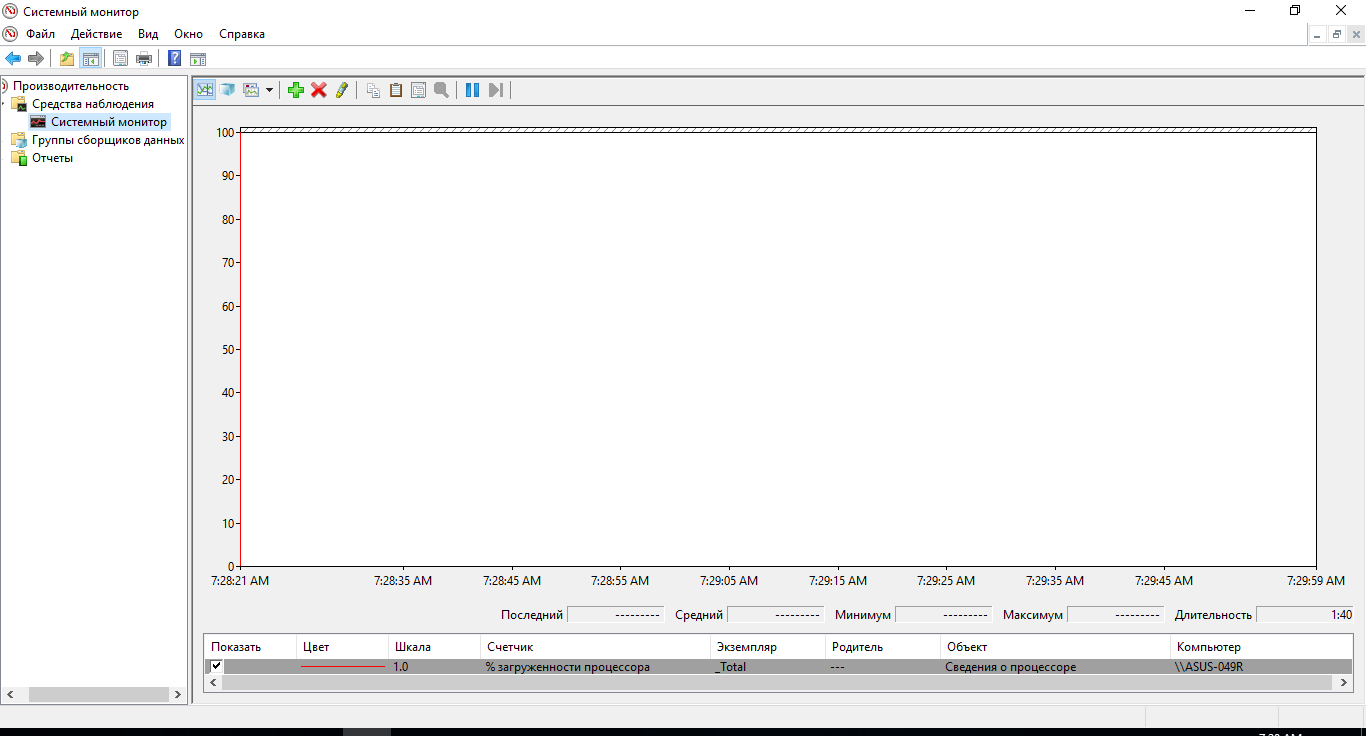 Системный монитор
Файл Действие Вид Окно Справка
Производительность
Средства наблюдения
Системный монитор
Группы сборщиков данных
Отчеты
100
90
80
70
60
50
40
30
20
10
0
7:28:21 AM 7:28:35 AM 7:28:45 AM 7:28:55 AM 7:29:05 AM 7:29:15 AM 7:29:25 AM 7:29:35 AM 7:29:45 AM 7:29:59 AM
Последний --------- Средний --------- Минимум --------- Максимум --------- Длительность 1:40
Показать Цвет Шкала Счетчик Экземпляр Родитель Объект Компьютер
1.0 % загруженности процессора _Total --- Сведения о процессоре \\ASUS-049R